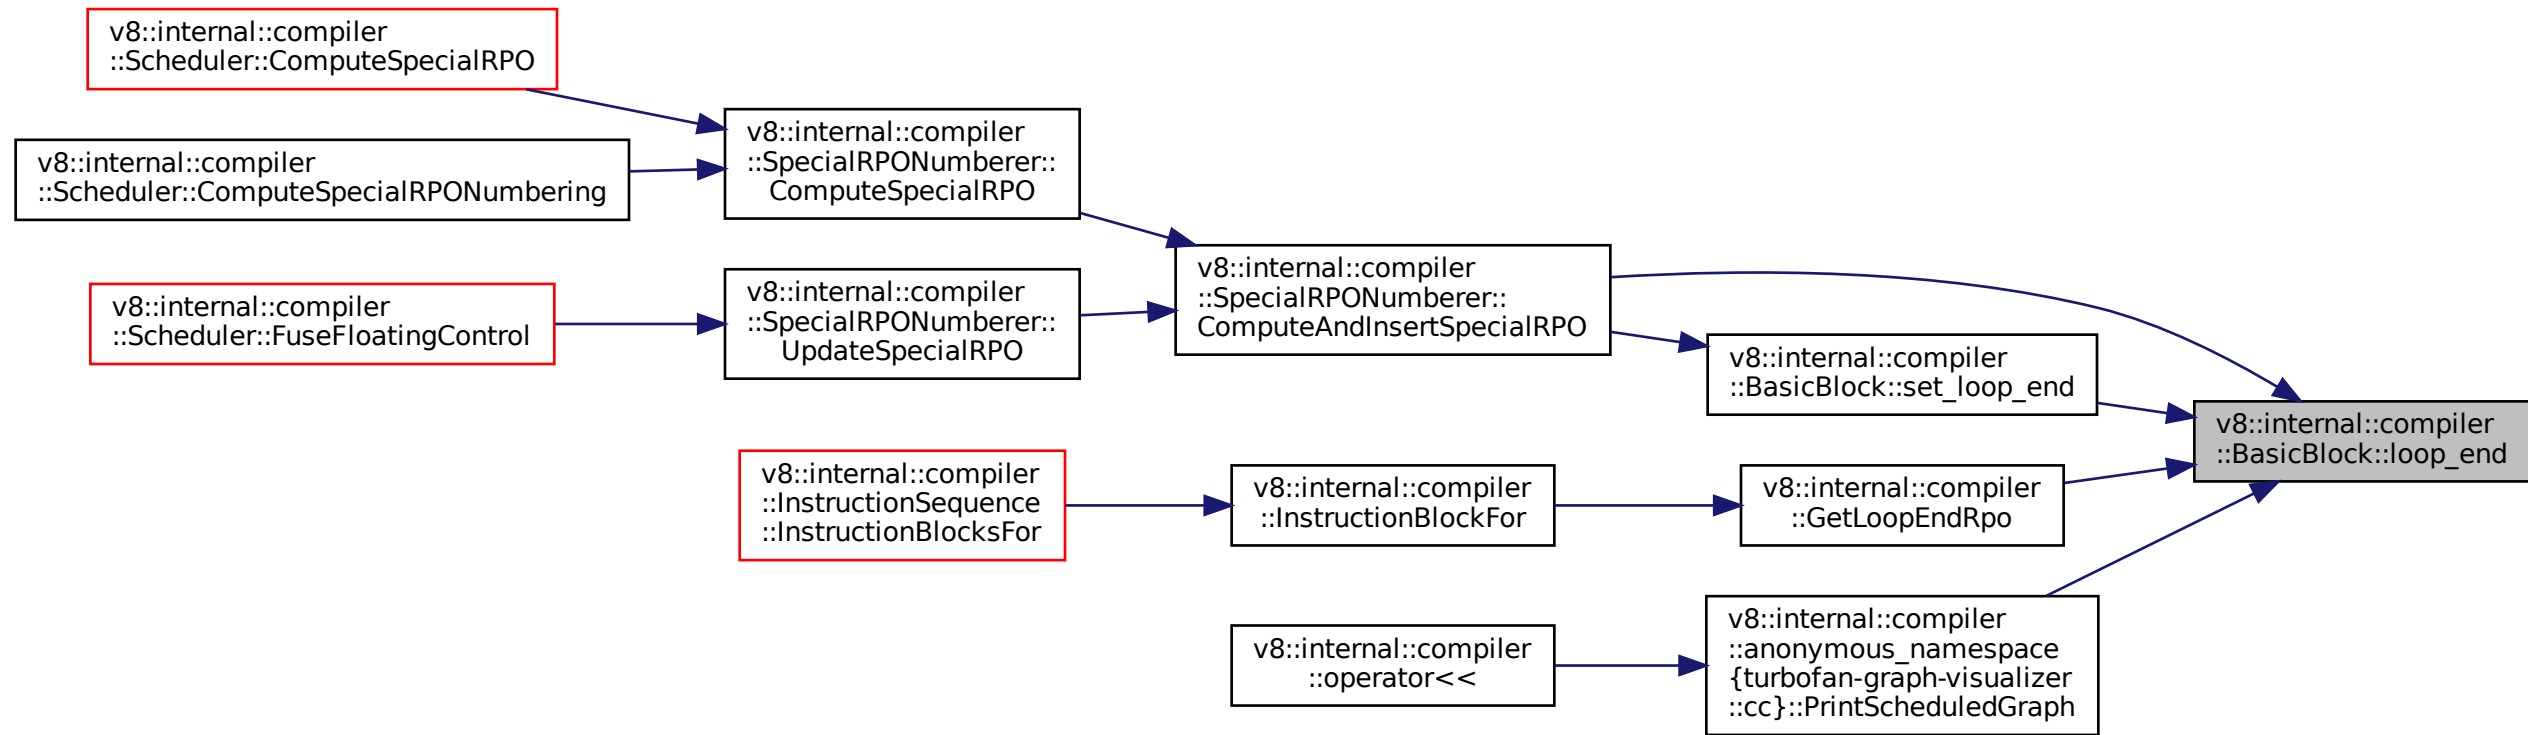 v8::internal::compiler
::Scheduler::ComputeSpecialRPO
v8::internal::compiler
::Scheduler::ComputeSpecialRPONumbering
v8::internal::compiler
::Scheduler::FuseFloatingControl
v8::internal::compiler
::SpecialRPONumberer::
ComputeSpecialRPO
v8::internal::compiler
::SpecialRPONumberer::
UpdateSpecialRPO
v8::internal::compiler
::InstructionSequence
::InstructionBlocksFor
v8::internal::compiler
::SpecialRPONumberer::
ComputeAndInsertSpecialRPO
v8::internal::compiler
::InstructionBlockFor
v8::internal::compiler
::operator<<
v8::internal::compiler
::BasicBlock::set_loop_end
v8::internal::compiler
::GetLoopEndRpo
v8::internal::compiler
::anonymous_namespace
{turbofan-graph-visualizer
::cc}::PrintScheduledGraph
v8::internal::compiler
::BasicBlock::loop_end